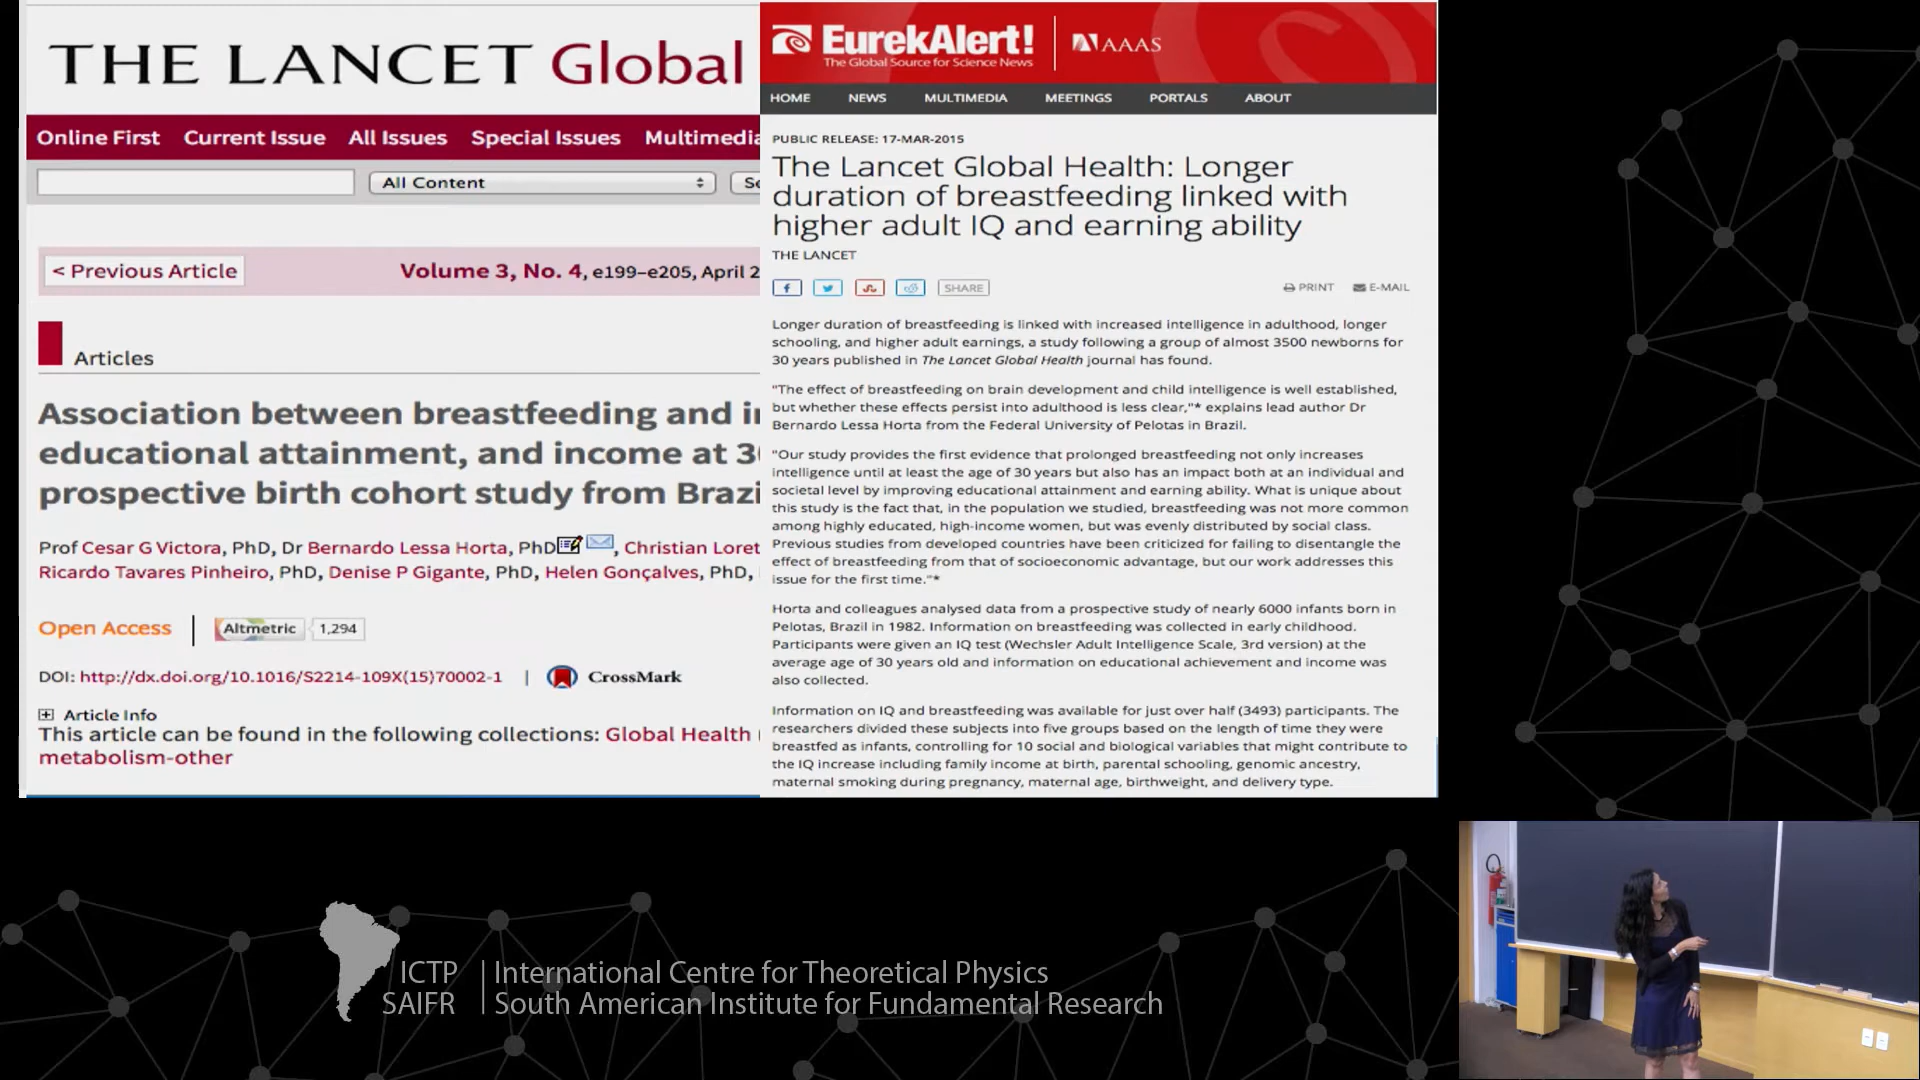 THE LANCET Global
Online First Current Issue All Issues Special Issues Multimedia
All Content
< Previous Article
Volume 3, No. 4, e199–e205, April 2
Articles
Association between breastfeeding and i
educational attainment, and income at 3
prospective birth cohort study from Brazi
Prof Cesar G Victora, PhD, Dr Bernardo Lessa Horta, PhD, Christian Loret
Ricardo Tavares Pinheiro, PhD, Denise P Gigante, PhD, Helen Gonçalves, PhD,
Open Access | Altmetric 1,294
DOI: http://dx.doi.org/10.1016/S2214-109X(15)70002-1 | CrossMark
Article Info
This article can be found in the following collections: Global Health
metabolism-other
EurekAlert! AAAS
The Global Source for Science News
HOME NEWS MULTIMEDIA MEETINGS PORTALS ABOUT
PUBLIC RELEASE: 17-MAR-2015
The Lancet Global Health: Longer
duration of breastfeeding linked with
higher adult IQ and earning ability
THE LANCET
SHARE PRINT E-MAIL
Longer duration of breastfeeding is linked with increased intelligence in adulthood, longer
schooling, and higher adult earnings, a study following a group of almost 3500 newborns for
30 years published in The Lancet Global Health journal has found.
"The effect of breastfeeding on brain development and child intelligence is well established,
but whether these effects persist into adulthood is less clear,"* explains lead author Dr
Bernardo Lessa Horta from the Federal University of Pelotas in Brazil.
"Our study provides the first evidence that prolonged breastfeeding not only increases
intelligence until at least the age of 30 years but also has an impact both at an individual and
societal level by improving educational attainment and earning ability. What is unique about
this study is the fact that, in the population we studied, breastfeeding was not more common
among highly educated, high-income women, but was evenly distributed by social class.
Previous studies from developed countries have been criticized for failing to disentangle the
effect of breastfeeding from that of socioeconomic advantage, but our work addresses this
issue for the first time."*
Horta and colleagues analysed data from a prospective study of nearly 6000 infants born in
Pelotas, Brazil in 1982. Information on breastfeeding was collected in early childhood.
Participants were given an IQ test (Wechsler Adult Intelligence Scale, 3rd version) at the
average age of 30 years old and information on educational achievement and income was
also collected.
Information on IQ and breastfeeding was available for just over half (3493) participants. The
researchers divided these subjects into five groups based on the length of time they were
breastfed as infants, controlling for 10 social and biological variables that might contribute to
the IQ increase including family income at birth, parental schooling, genomic ancestry,
maternal smoking during pregnancy, maternal age, birthweight, and delivery type.
ICTP | International Centre for Theoretical Physics
SAIFR | South American Institute for Fundamental Research